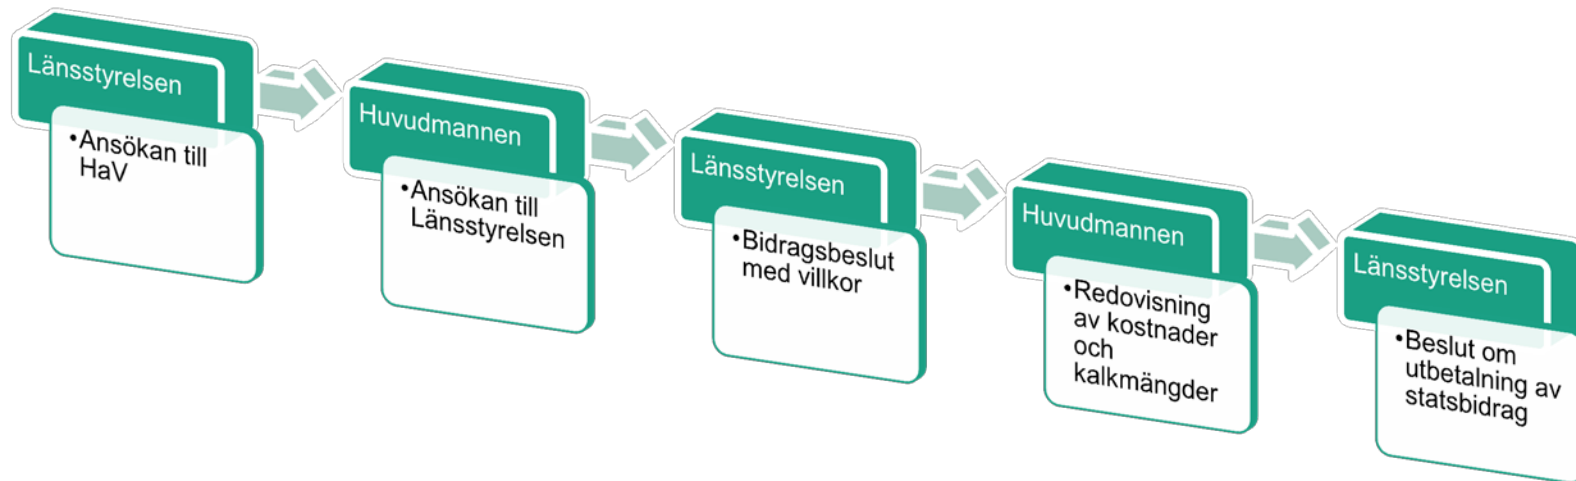 Länsstyrelsen
•Ansökan till
HaV
Huvudmannen
•Ansökan till
Länsstyrelsen
Länsstyrelsen
•Bidragsbeslut
med villkor
Huvudmannen
•Redovisning
av kostnader
och
kalkmängder
Länsstyrelsen
•Beslut om
utbetalning av
statsbidrag